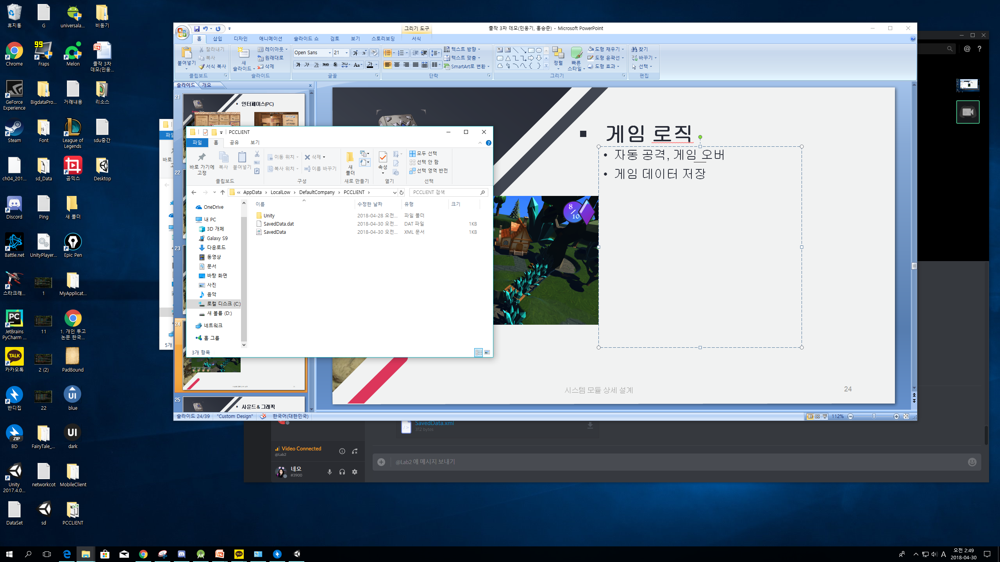 휴지통
G
universala...
비동기
Chrome
Fraps
Melon
졸작 3차
데모(민웅...
GeForce
Experience
BigdataPro...
거래내용
리소스
Steam
Font
League of
Legends
sdu중간
ch04_201...
sd_Data
곰믹스
Desktop
Discord
Ping
새 폴더
Battle.net
UnityPlayer...
Epic Pen
스타크래...
1
MyApplicat...
JetBrains
PyCharm ...
11
1. 개인 투고
논문 한국...
카카오톡
2 (2)
PadBound
반디집
22
blue
BD
FairyTale_...
dark
Unity
2017.4.0...
networkcot
MobileClient
DataSet
sd
PCCLIENT
그리기 도구
졸작 3차 데모(민웅기, 홍승준) - Microsoft PowerPoint
홈
삽입
디자인
애니메이션
슬라이드 쇼
검토
보기
스토리보딩
서식
붙여넣기
잘라내기
복사
서식 복사
클립보드
새
슬라이드
레이아웃
원래대로
삭제
슬라이드
Open Sans
21
글꼴
텍스트 방향
텍스트 맞춤
SmartArt로 변환
단락
정렬
빠른
스타일
도형 채우기
도형 윤곽선
도형 효과
그리기
찾기
바꾸기
선택
편집
슬라이드
개요
21
인터페이스(PC)
22
23
24
25
사운드 & 그래픽
PCCLIENT
파일
홈
공유
보기
바로 가기에
고정
복사
붙여넣기
클립보드
이동 위치
복사 위치
삭제
이름 바꾸기
구성
새
폴더
새로 만들기
속성
열기
모두 선택
선택 안 함
선택 영역 반전
선택
« AppData › LocalLow › DefaultCompany › PCCLIENT ›
PCCLIENT 검색
OneDrive
내 PC
3D 개체
Galaxy S9
다운로드
동영상
문서
바탕 화면
사진
음악
로컬 디스크 (C:)
새 볼륨 (D:)
네트워크
홈 그룹
이름
수정한 날짜
유형
크기
Unity
2018-04-28 오전...
파일 폴더
SavedData.dat
2018-04-30 오전...
DAT 파일
1KB
SavedData
2018-04-30 오전...
XML 문서
1KB
3개 항목
5개
▪ 게임 로직
• 자동 공격, 게임 오버
• 게임 데이터 저장
8/10
시스템 모듈 상세 설계
24
슬라이드 24/39
"Custom Design"
한국어(대한민국)
112%
SavedData.xml
312 bytes
Video Connected
@Lab2
네오
#3900
@Lab2 에 메시지 보내기
오전 2:49
2018-04-30